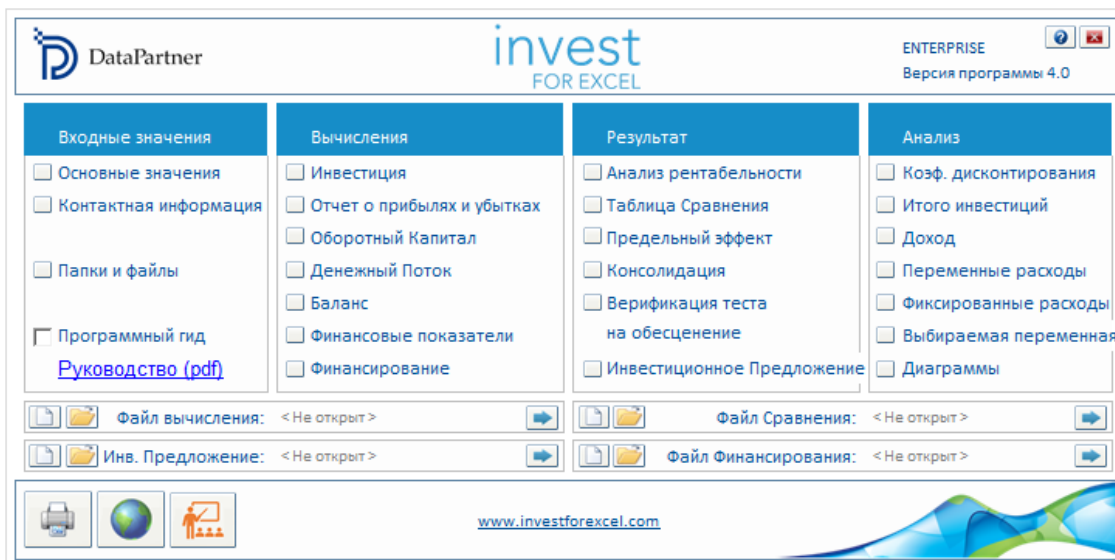 DataPartner
invest
FOR EXCEL
ENTERPRISE
Версия программы 4.0
Входные значения
Основные значения
Контактная информация
Папки и файлы
Программный гид
Руководство (pdf)
Вычисления
Инвестиция
Отчет о прибылях и убытках
Оборотный Капитал
Денежный Поток
Баланс
Финансовые показатели
Финансирование
Результат
Анализ рентабельности
Таблица Сравнения
Предельный эффект
Консолидация
Верификация теста
на обесценение
Инвестиционное Предложение
Анализ
Коэф. дисконтирования
Итого инвестиций
Доход
Переменные расходы
Фиксированные расходы
Выбираемая переменная
Диаграммы
Файл вычисления: <Не открыт>
Файл Сравнения: <Не открыт>
Инв. Предложение: <Не открыт>
Файл Финансирования: <Не открыт>
www.investforexcel.com